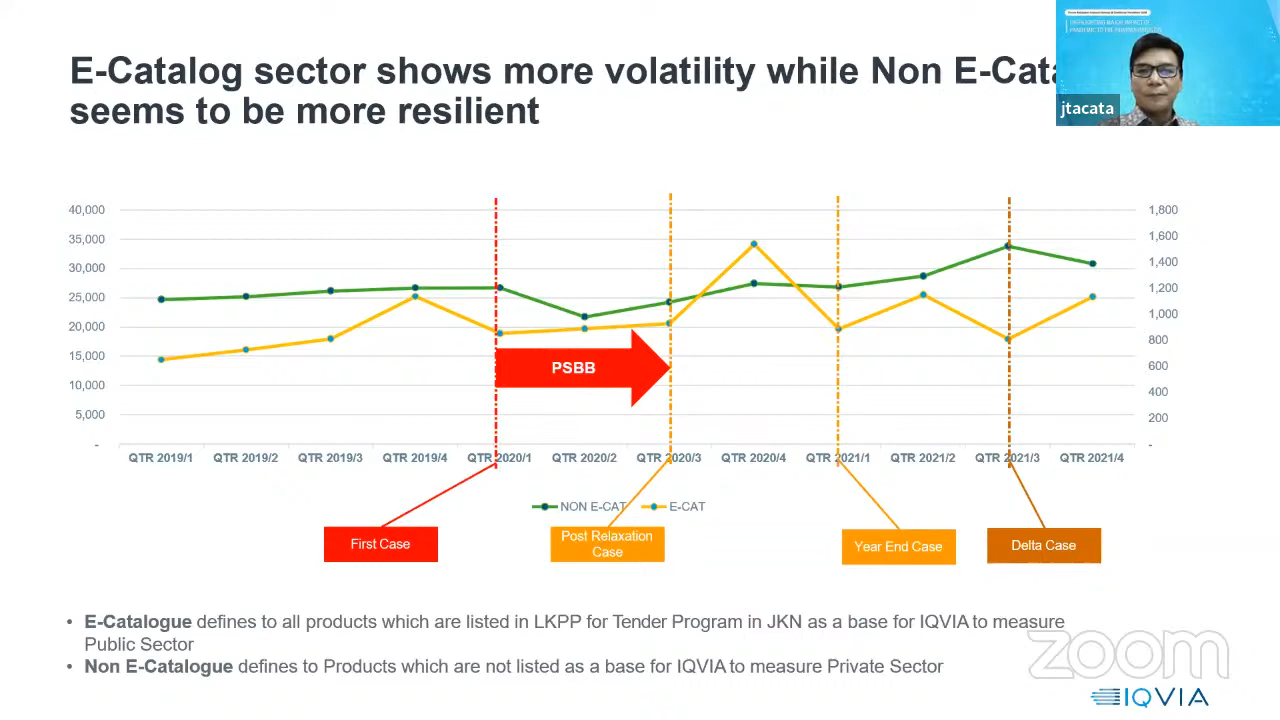 E-Catalog sector shows more volatility while Non E-Cata
seems to be more resilient
jtacata
40,000
35,000
30,000
25,000
20,000
15,000
10,000
5,000
-
1,800
1,600
1,400
1,200
1,000
800
600
400
200
-
PSBB
QTR 2019/1 QTR 2019/2 QTR 2019/3 QTR 2019/4 QTR 2020/1 QTR 2020/2 QTR 2020/3 QTR 2020/4 QTR 2021/1 QTR 2021/2 QTR 2021/3 QTR 2021/4
NON E-CAT E-CAT
First Case
Post Relaxation
Case
Year End Case
Delta Case
• E-Catalogue defines to all products which are listed in LKPP for Tender Program in JKN as a base for IQVIA to measure
Public Sector
• Non E-Catalogue defines to Products which are not listed as a base for IQVIA to measure Private Sector
zoom
IQVIA